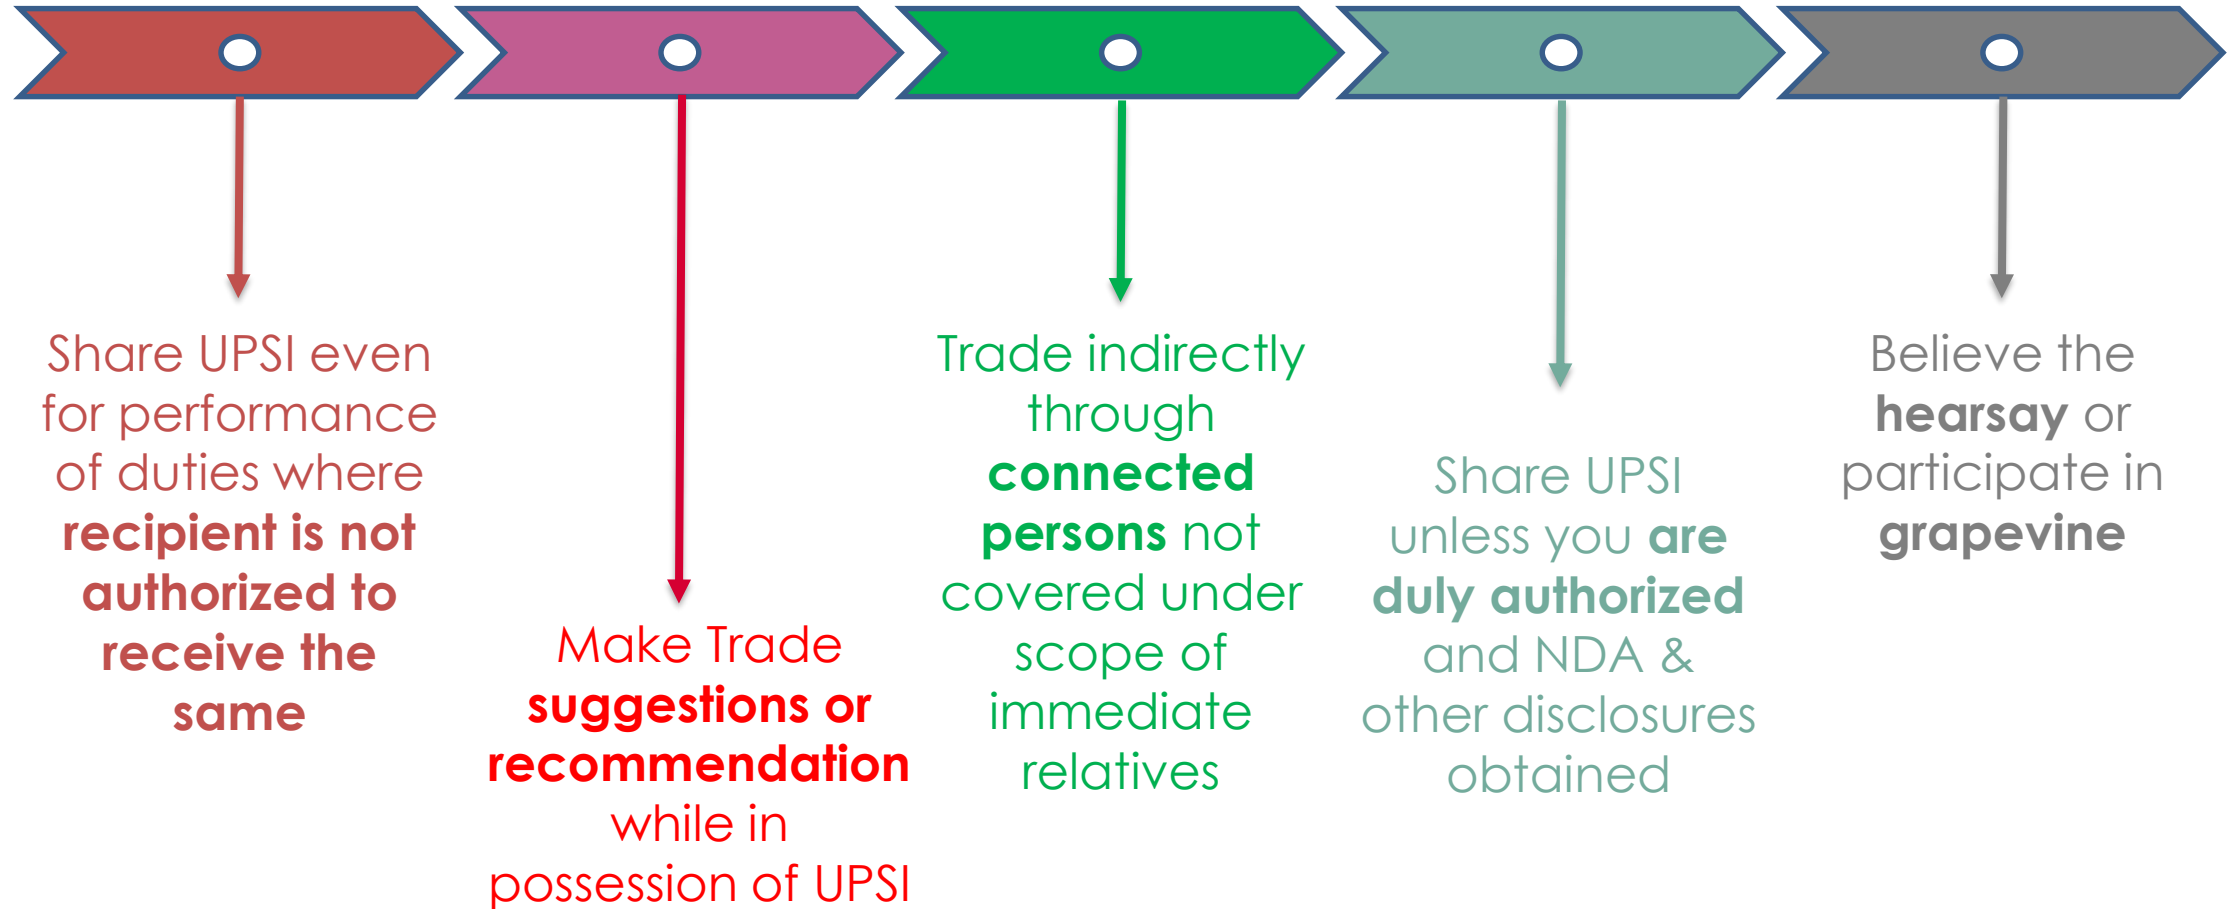 Share UPSI even
for performance
of duties where
recipient is not
authorized to
receive the
same
Make Trade
suggestions or
recommendation
while in
possession of UPSI
Trade indirectly
through
connected
persons not
covered under
scope of
immediate
relatives
Share UPSI
unless you are
duly authorized
and NDA &
other disclosures
obtained
Believe the
hearsay or
participate in
grapevine